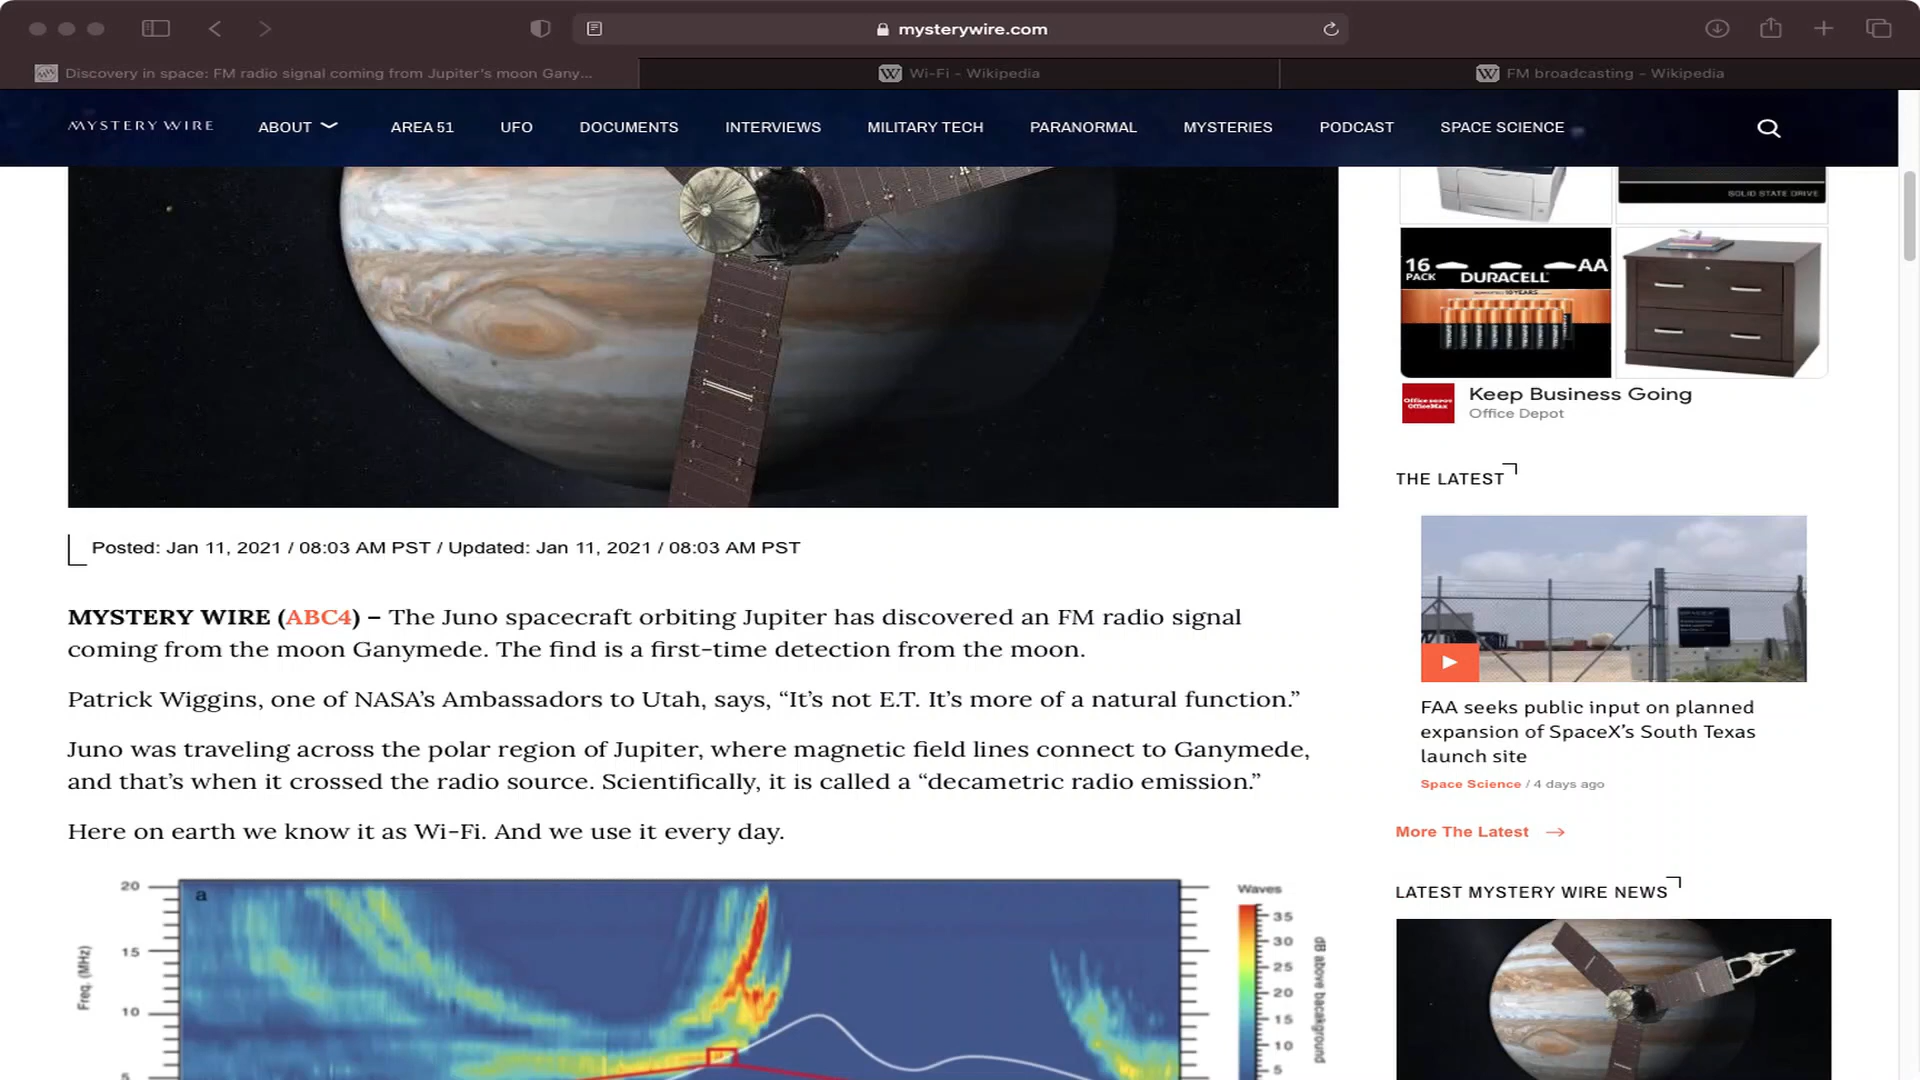 mysterywire.com
Discovery in space: FM radio signal coming from Jupiter's moon Gany...
Wi-Fi - Wikipedia
FM broadcasting - Wikipedia
MYSTERY WIRE
ABOUT
AREA 51
UFO
DOCUMENTS
INTERVIEWS
MILITARY TECH
PARANORMAL
MYSTERIES
PODCAST
SPACE SCIENCE
SOLID STATE DRIVE
16 PACK
DURACELL
AA
Office DEPOT
OfficeMax
Keep Business Going
Office Depot
Posted: Jan 11, 2021 / 08:03 AM PST / Updated: Jan 11, 2021 / 08:03 AM PST
MYSTERY WIRE (ABC4) – The Juno spacecraft orbiting Jupiter has discovered an FM radio signal
coming from the moon Ganymede. The find is a first-time detection from the moon.
Patrick Wiggins, one of NASA's Ambassadors to Utah, says, “It's not E.T. It's more of a natural function.”
Juno was traveling across the polar region of Jupiter, where magnetic field lines connect to Ganymede,
and that's when it crossed the radio source. Scientifically, it is called a “decametric radio emission.”
Here on earth we know it as Wi-Fi. And we use it every day.
a
Freq. (MHz)
20
15
10
5
Waves
35
30
25
20
15
10
5
dB above background
THE LATEST
FAA seeks public input on planned
expansion of SpaceX's South Texas
launch site
Space Science / 4 days ago
More The Latest →
LATEST MYSTERY WIRE NEWS